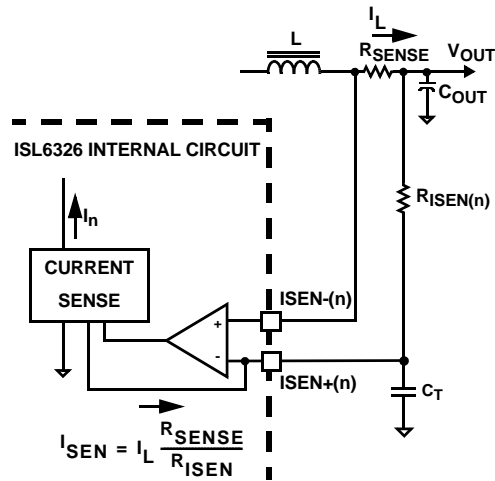 I_L
L
R_SENSE
V_OUT
C_OUT
ISL6326 INTERNAL CIRCUIT
R_ISEN(n)
I_n
CURRENT
SENSE
ISEN-(n)
+
-
ISEN+(n)
C_T
I_SEN = I_L R_SENSE / R_ISEN